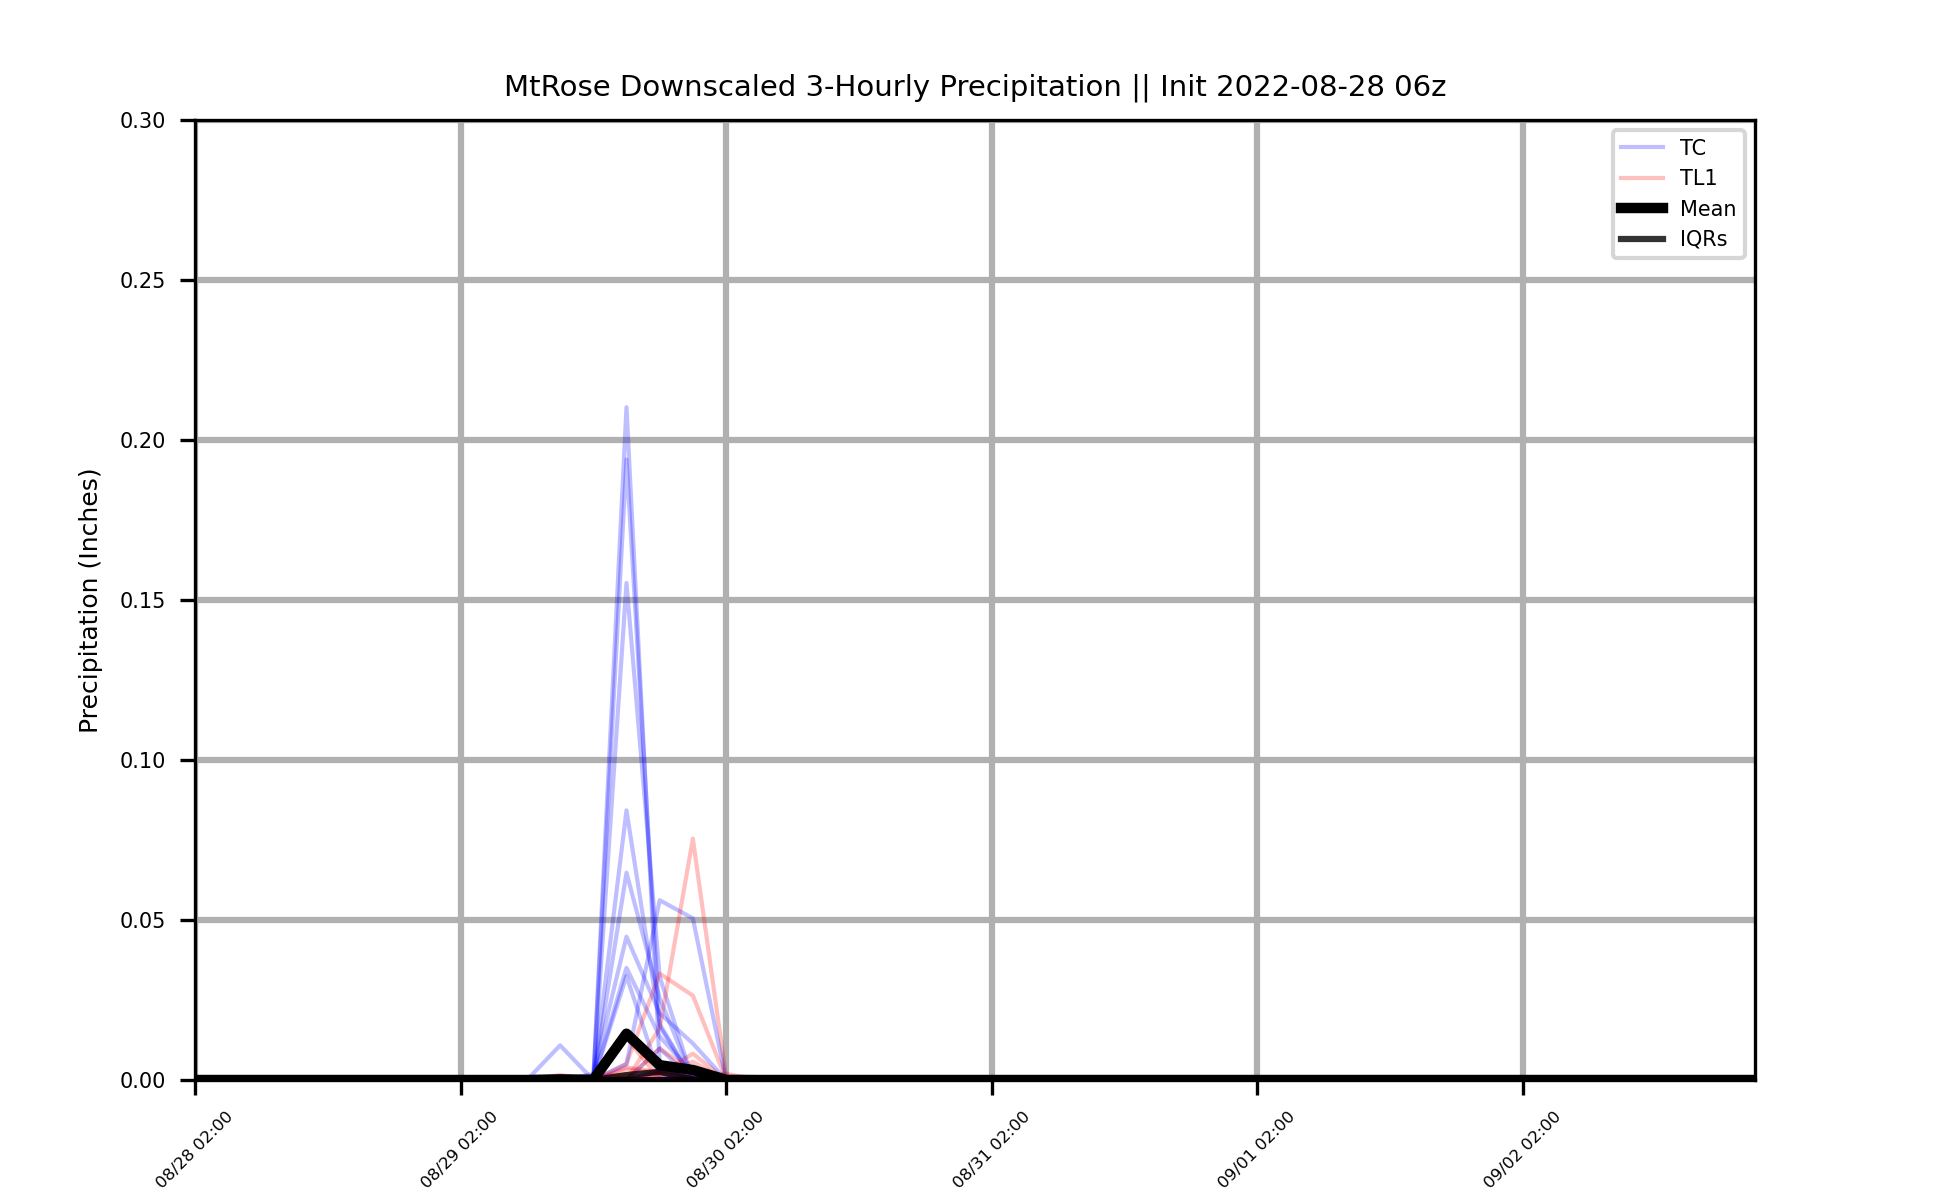 MtRose Downscaled 3-Hourly Precipitation || Init 2022-08-28 06z
TC
TL1
Mean
IQRs
Precipitation (Inches)
0.30
0.25
0.20
0.15
0.10
0.05
0.00
08/28 02:00
08/29 02:00
08/30 02:00
08/31 02:00
09/01 02:00
09/02 02:00